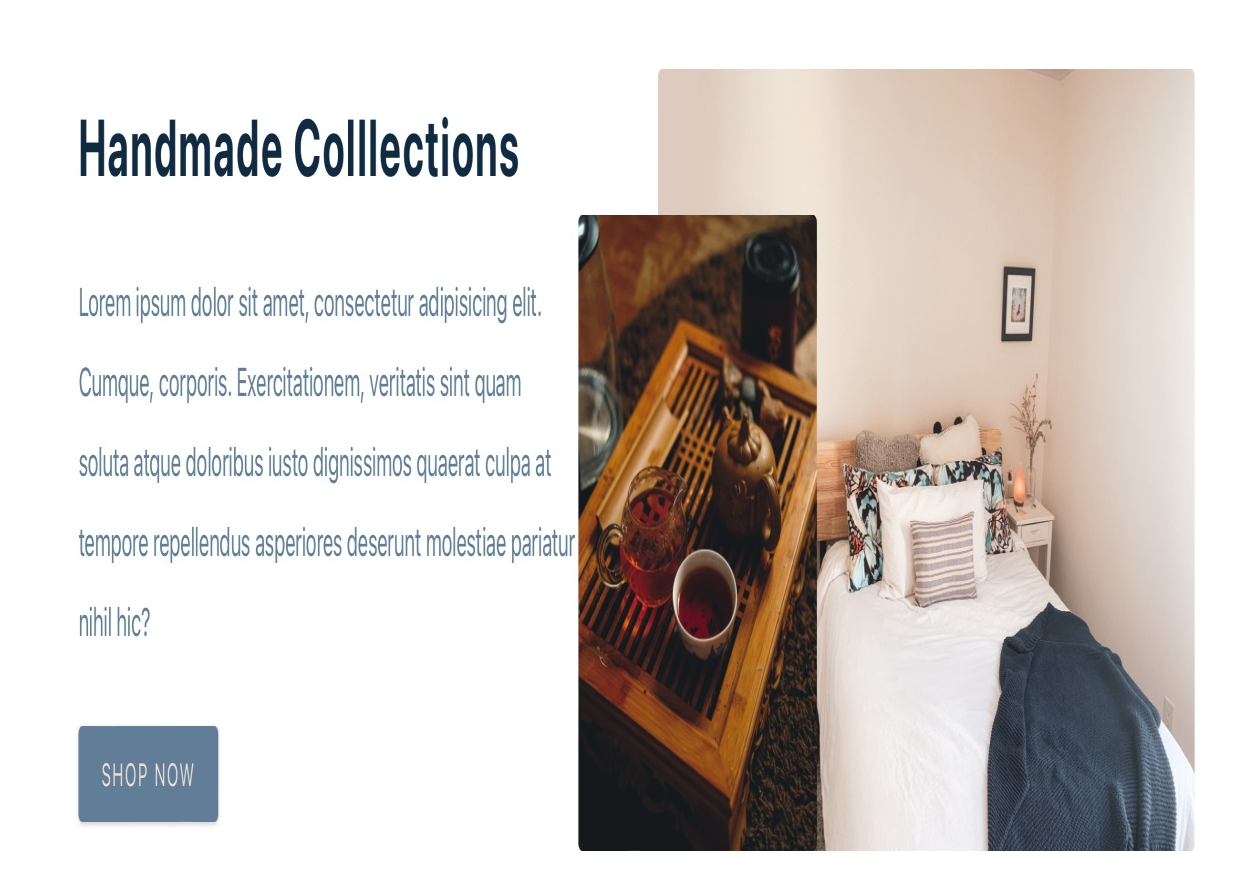 Handmade Colllections
Lorem ipsum dolor sit amet, consectetur adipisicing elit.
Cumque, corporis. Exercitationem, veritatis sint quam
soluta atque doloribus iusto dignissimos quaerat culpa at
tempore repellendus asperiores deserunt molestiae pariatur
nihil hic?
SHOP NOW